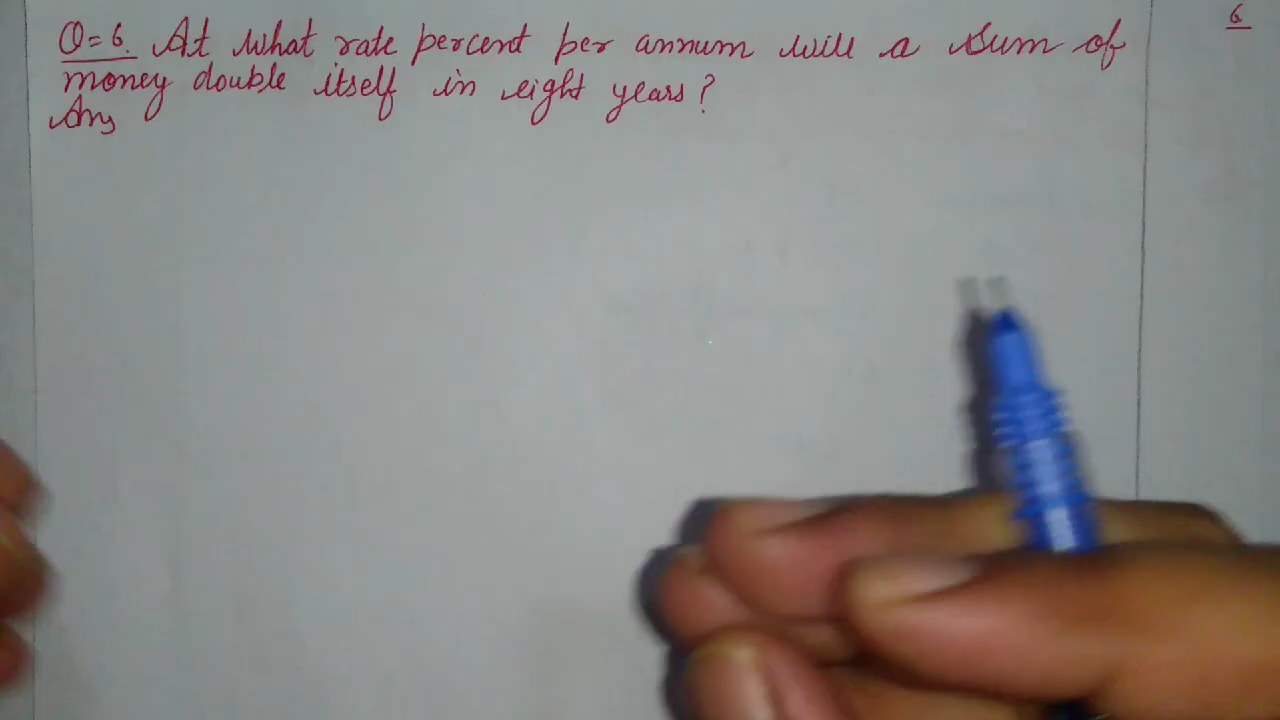 6
Q=6. At what rate percent per annum will a sum of
money double itself in eight years?
Ans